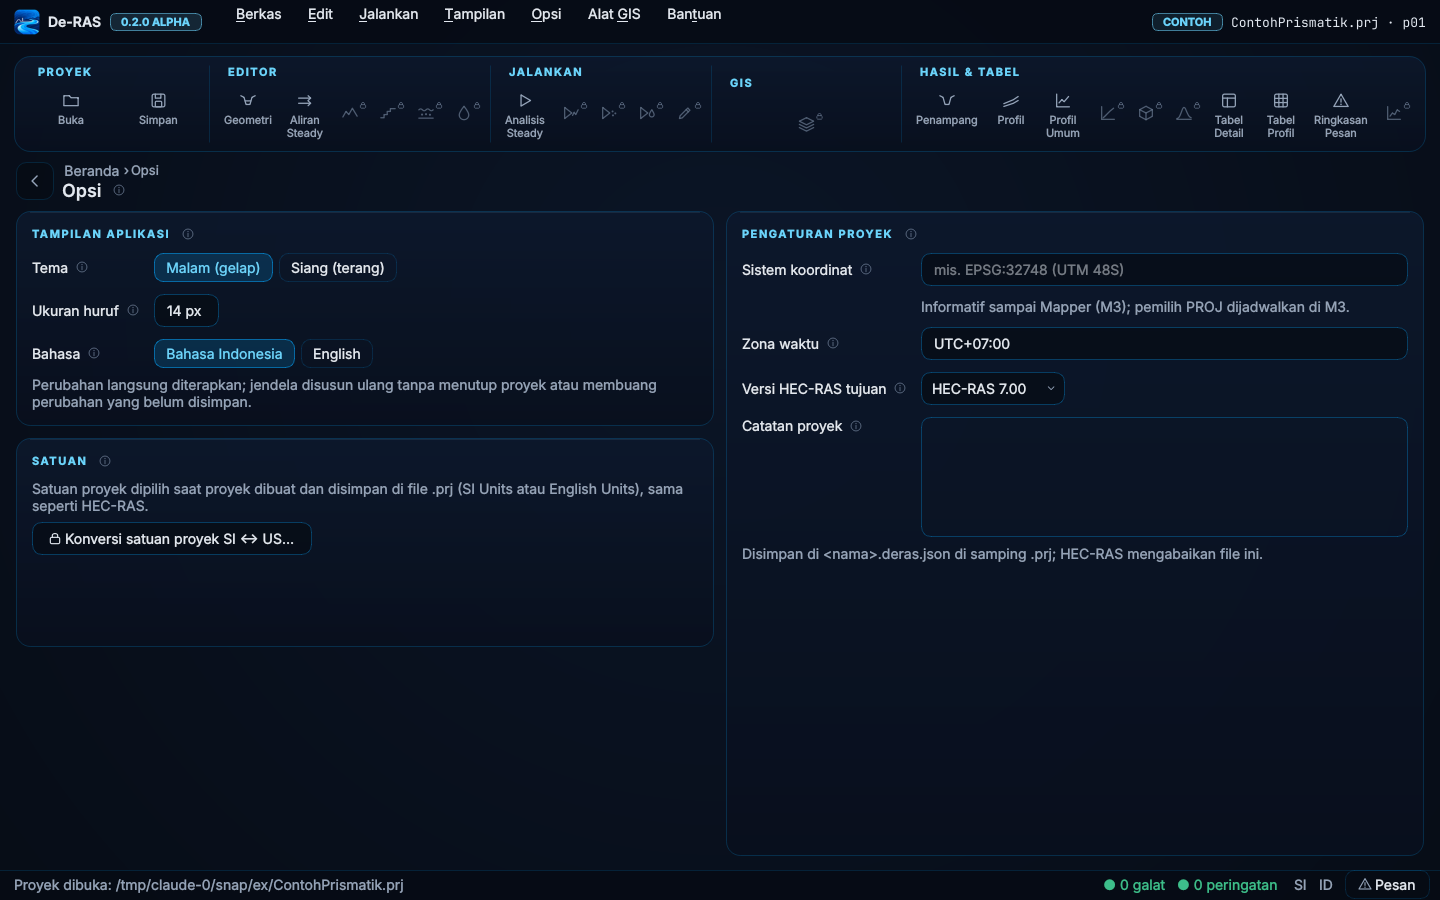 De-RAS 0.2.0 ALPHA Berkas Edit Jalankan Tampilan Opsi Alat GIS Bantuan CONTOH ContohPrismatik.prj · p01
PROYEK
Buka Simpan
EDITOR
Geometri Aliran Steady
JALANKAN
Analisis Steady
GIS
HASIL & TABEL
Penampang Profil Profil Umum Tabel Detail Tabel Profil Ringkasan Pesan
Beranda › Opsi
Opsi
TAMPILAN APLIKASI
Tema Malam (gelap) Siang (terang)
Ukuran huruf 14 px
Bahasa Bahasa Indonesia English
Perubahan langsung diterapkan; jendela disusun ulang tanpa menutup proyek atau membuang
perubahan yang belum disimpan.
SATUAN
Satuan proyek dipilih saat proyek dibuat dan disimpan di file .prj (SI Units atau English Units), sama
seperti HEC-RAS.
Konversi satuan proyek SI ↔ US...
PENGATURAN PROYEK
Sistem koordinat mis. EPSG:32748 (UTM 48S)
Informatif sampai Mapper (M3); pemilih PROJ dijadwalkan di M3.
Zona waktu UTC+07:00
Versi HEC-RAS tujuan HEC-RAS 7.00
Catatan proyek
Disimpan di <nama>.deras.json di samping .prj; HEC-RAS mengabaikan file ini.
Proyek dibuka: /tmp/claude-0/snap/ex/ContohPrismatik.prj 0 galat 0 peringatan SI ID Pesan